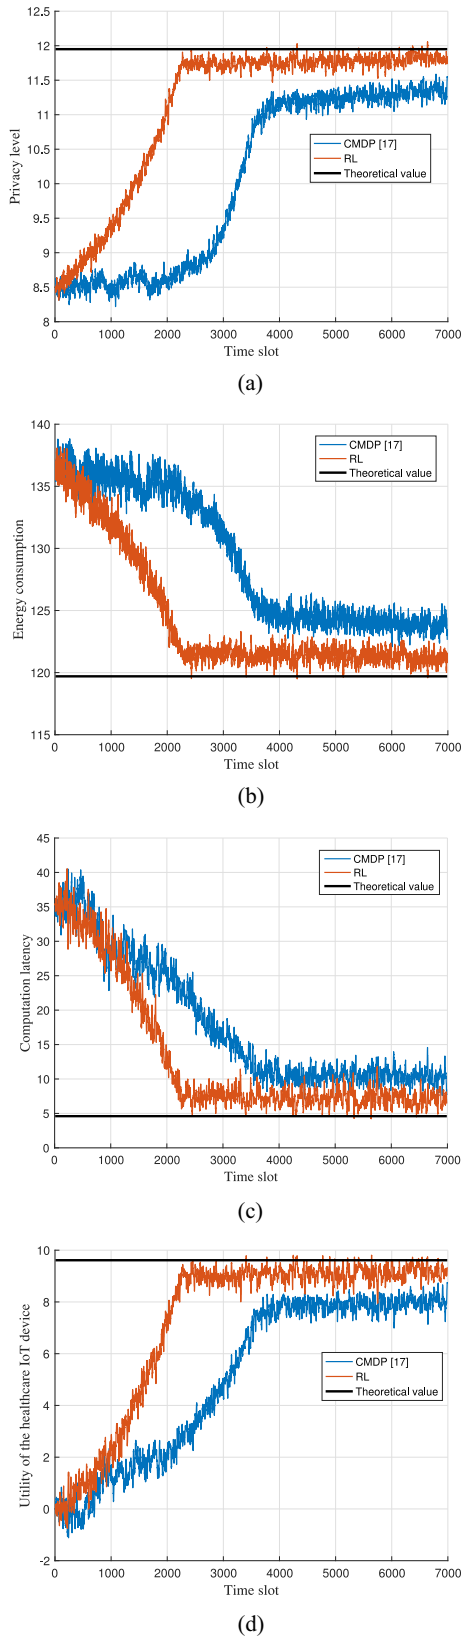 12.5
12
11.5
11
10.5
10
9.5
9
8.5
8
Privacy level
CMDP [17]
RL
Theoretical value
0 1000 2000 3000 4000 5000 6000 7000
Time slot
(a)
140
135
130
125
120
115
Energy consumption
CMDP [17]
RL
Theoretical value
0 1000 2000 3000 4000 5000 6000 7000
Time slot
(b)
45
40
35
30
25
20
15
10
5
0
Computation latency
CMDP [17]
RL
Theoretical value
0 1000 2000 3000 4000 5000 6000 7000
Time slot
(c)
10
8
6
4
2
0
-2
Utility of the healthcare IoT device
CMDP [17]
RL
Theoretical value
0 1000 2000 3000 4000 5000 6000 7000
Time slot
(d)